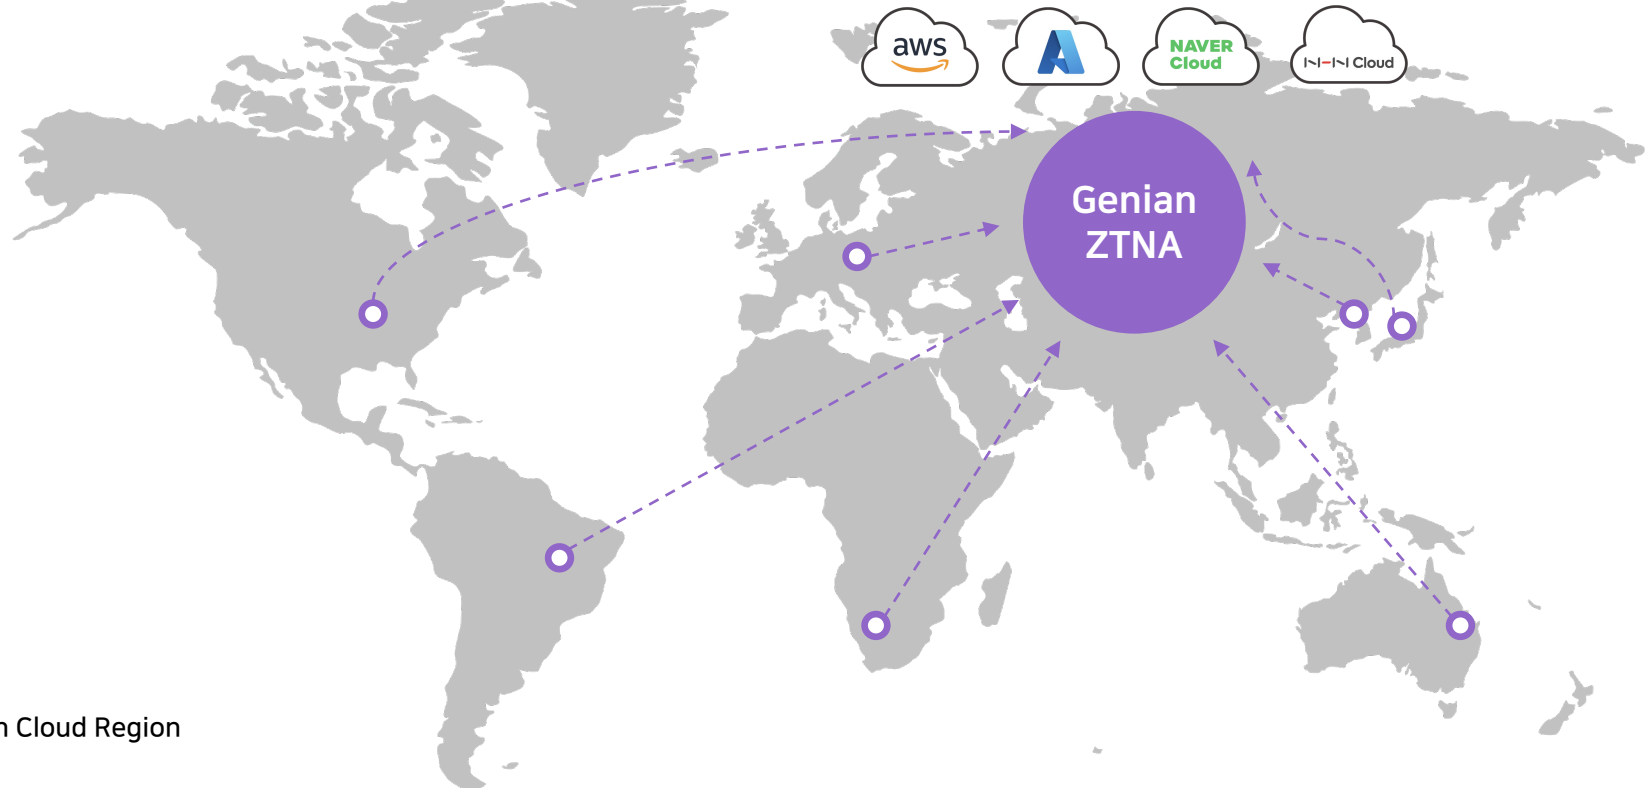 aws
NAVER
Cloud
NHN Cloud
Genian
ZTNA
Cloud Region